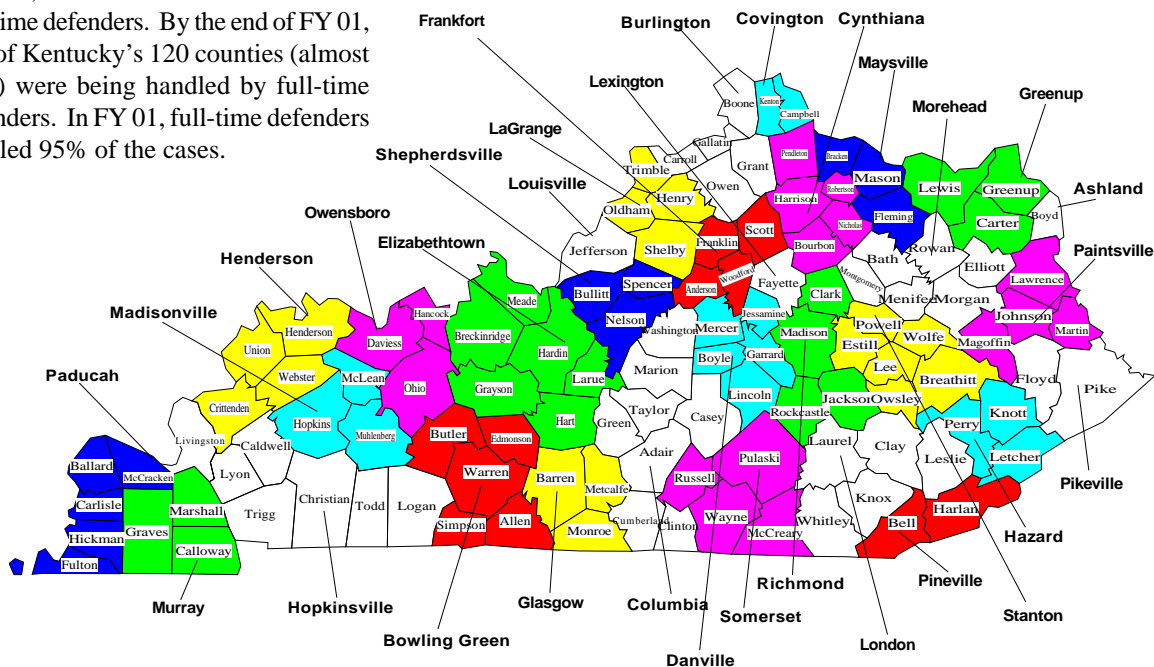 time defenders. By the end of FY 01,
of Kentucky's 120 counties (almost
) were being handled by full-time
nders. In FY 01, full-time defenders
led 95% of the cases.
Frankfort
Burlington
Covington
Cynthiana
Lexington
Maysville
LaGrange
Morehead
Greenup
Shepherdsville
Louisville
Ashland
Owensboro
Elizabethtown
Paintsville
Henderson
Madisonville
Paducah
Murray
Hopkinsville
Bowling Green
Glasgow
Columbia
Danville
Somerset
Richmond
London
Pineville
Stanton
Hazard
Pikeville
Boone
Kenton
Campbell
Gallatin
Carroll
Trimble
Grant
Pendleton
Bracken
Mason
Owen
Robertson
Lewis
Greenup
Henry
Harrison
Fleming
Oldham
Carter
Boyd
Scott
Nicholas
Franklin
Shelby
Jefferson
Bourbon
Rowan
Bath
Elliott
Woodford
Fayette
Montgomery
Lawrence
Spencer
Anderson
Bullitt
Clark
Menifee
Morgan
Meade
Jessamine
Johnson
Hancock
Nelson
Washington
Mercer
Powell
Martin
Henderson
Daviess
Breckinridge
Madison
Estill
Wolfe
Magoffin
Union
Hardin
Boyle
Garrard
Lee
Floyd
Webster
McLean
Marion
Breathitt
Pike
Larue
Ohio
Grayson
Lincoln
Jackson
Owsley
Crittenden
Taylor
Rockcastle
Knott
Hopkins
Hart
Green
Casey
Perry
Muhlenberg
Butler
Edmonson
Laurel
Clay
Livingston
Caldwell
Adair
Leslie
Letcher
Ballard
McCracken
Lyon
Warren
Barren
Metcalfe
Russell
Pulaski
Christian
Todd
Logan
Knox
Carlisle
Marshall
Trigg
Wayne
Harlan
Graves
Simpson
Allen
Monroe
Cumberland
Clinton
McCreary
Whitley
Bell
Hickman
Calloway
Fulton